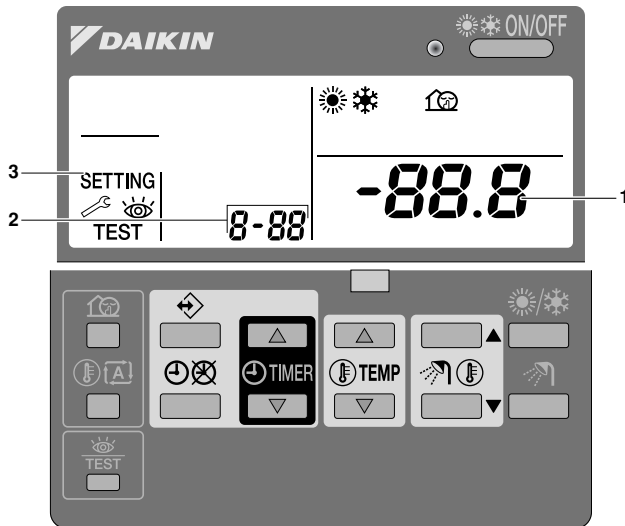 DAIKIN
ON/OFF
3
SETTING
-88.8
1
2
8-88
TEST
TIMER
TEMP
A
TEST